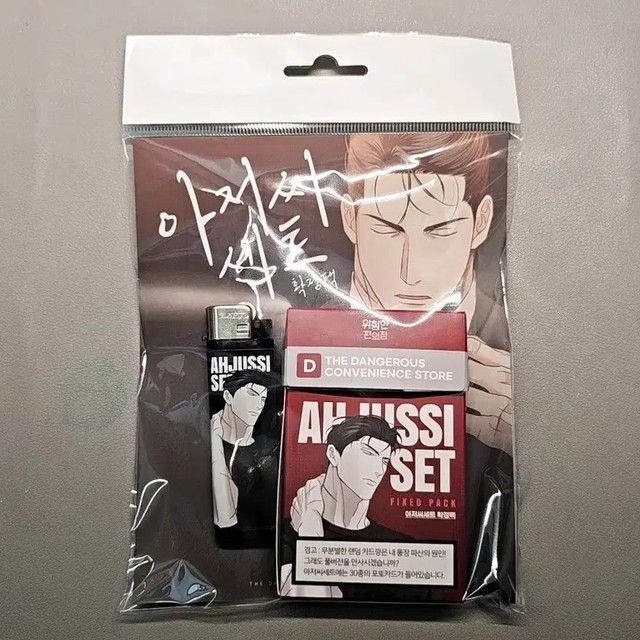 아저씨
세트
확정팩
AHJUSSI
SET
위험한
편의점
D THE DANGEROUS
CONVENIENCE STORE
AHJUSSI
SET
FIXED PACK
아저씨세트 확정팩
경고 : 무분별한 랜덤 카드깡은 내 통장 파산의 원인!
그래도 풀버전을 안사시겠습니까?
아저씨세트에는 30종의 포토카드가 들어있습니다.